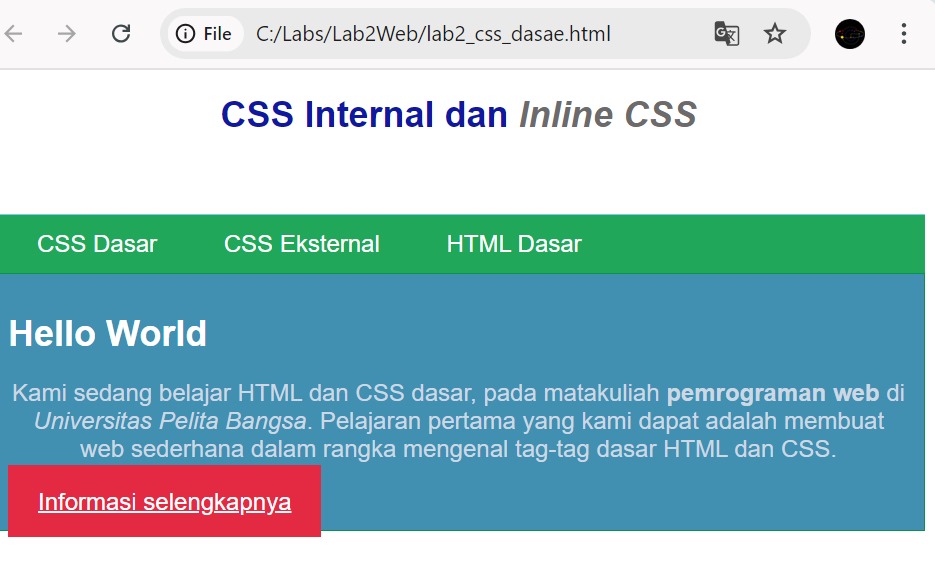 File C:/Labs/Lab2Web/lab2_css_dasae.html
CSS Internal dan Inline CSS
CSS Dasar CSS Eksternal HTML Dasar
Hello World
Kami sedang belajar HTML dan CSS dasar, pada matakuliah pemrograman web di
Universitas Pelita Bangsa. Pelajaran pertama yang kami dapat adalah membuat
web sederhana dalam rangka mengenal tag-tag dasar HTML dan CSS.
Informasi selengkapnya